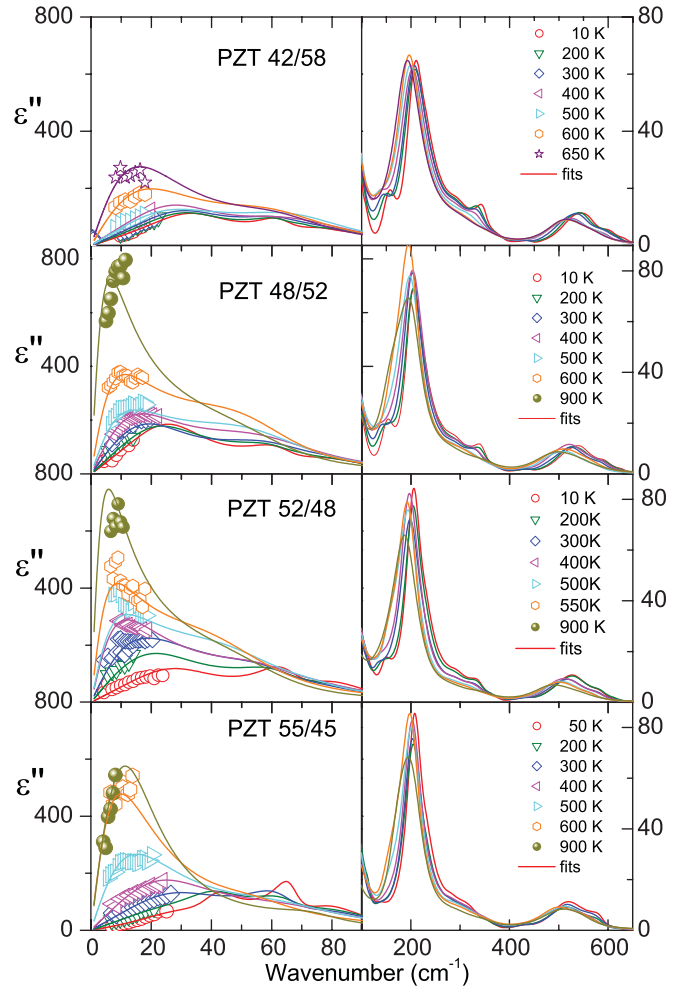 800
PZT 42/58
10 K
200 K
300 K
400 K
500 K
600 K
650 K
fits
80
ε"
400
40
0
800
PZT 48/52
10 K
200 K
300 K
400 K
500 K
600 K
900 K
fits
80
ε"
400
40
0
800
PZT 52/48
10 K
200K
300K
400K
500K
550K
900 K
fits
80
ε"
400
40
0
800
PZT 55/45
50 K
200 K
300 K
400 K
500 K
600 K
900 K
fits
80
ε"
400
40
0
0
0 20 40 60 80 200 400 600
Wavenumber (cm⁻¹)